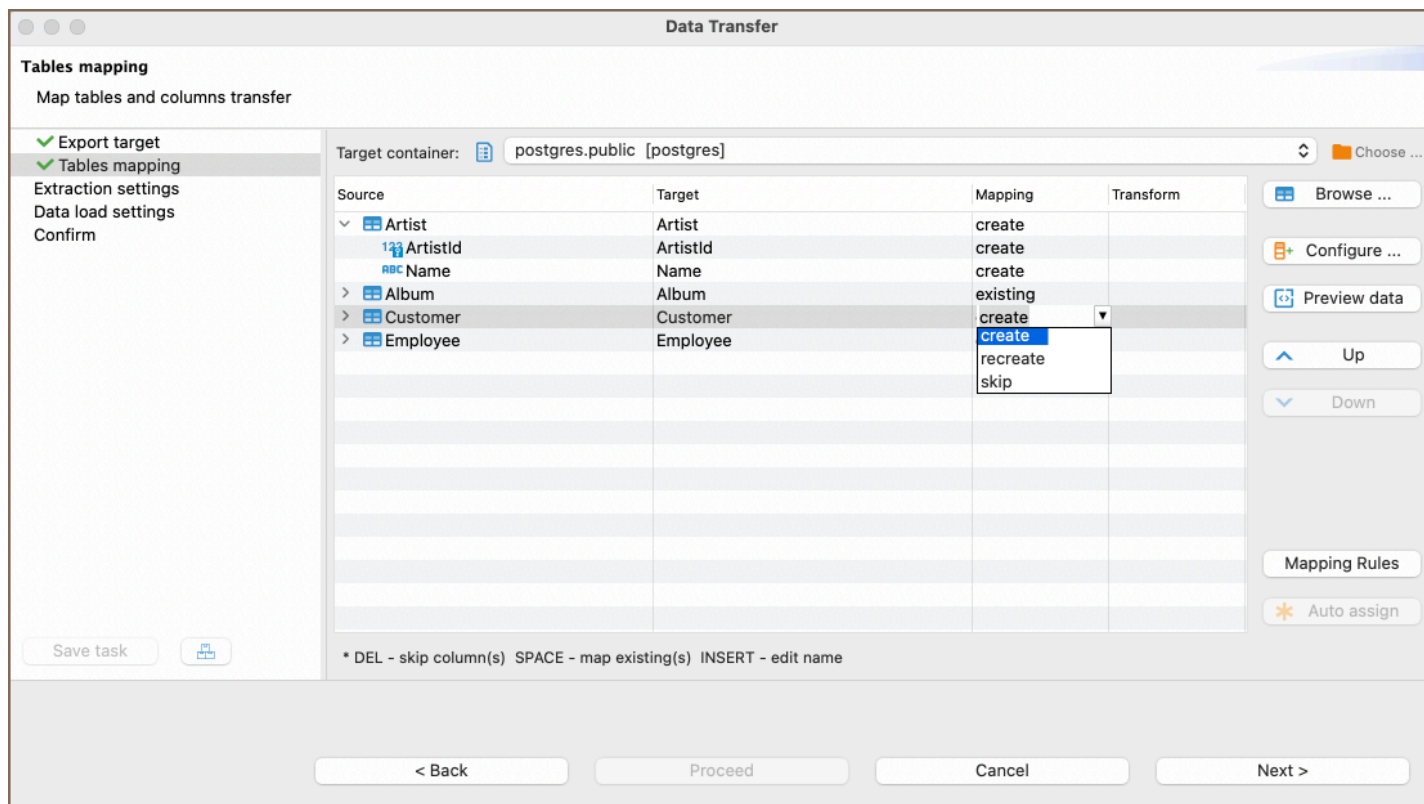 Data Transfer
Tables mapping
Map tables and columns transfer
Export target
Tables mapping
Extraction settings
Data load settings
Confirm
Target container: postgres.public [postgres] Choose ...
Source Target Mapping Transform
Artist Artist create
123 ArtistId ArtistId create
ABC Name Name create
Album Album existing
Customer Customer create
Employee Employee
create
recreate
skip
Browse ...
Configure ...
Preview data
Up
Down
Mapping Rules
Auto assign
Save task
* DEL - skip column(s) SPACE - map existing(s) INSERT - edit name
< Back Proceed Cancel Next >